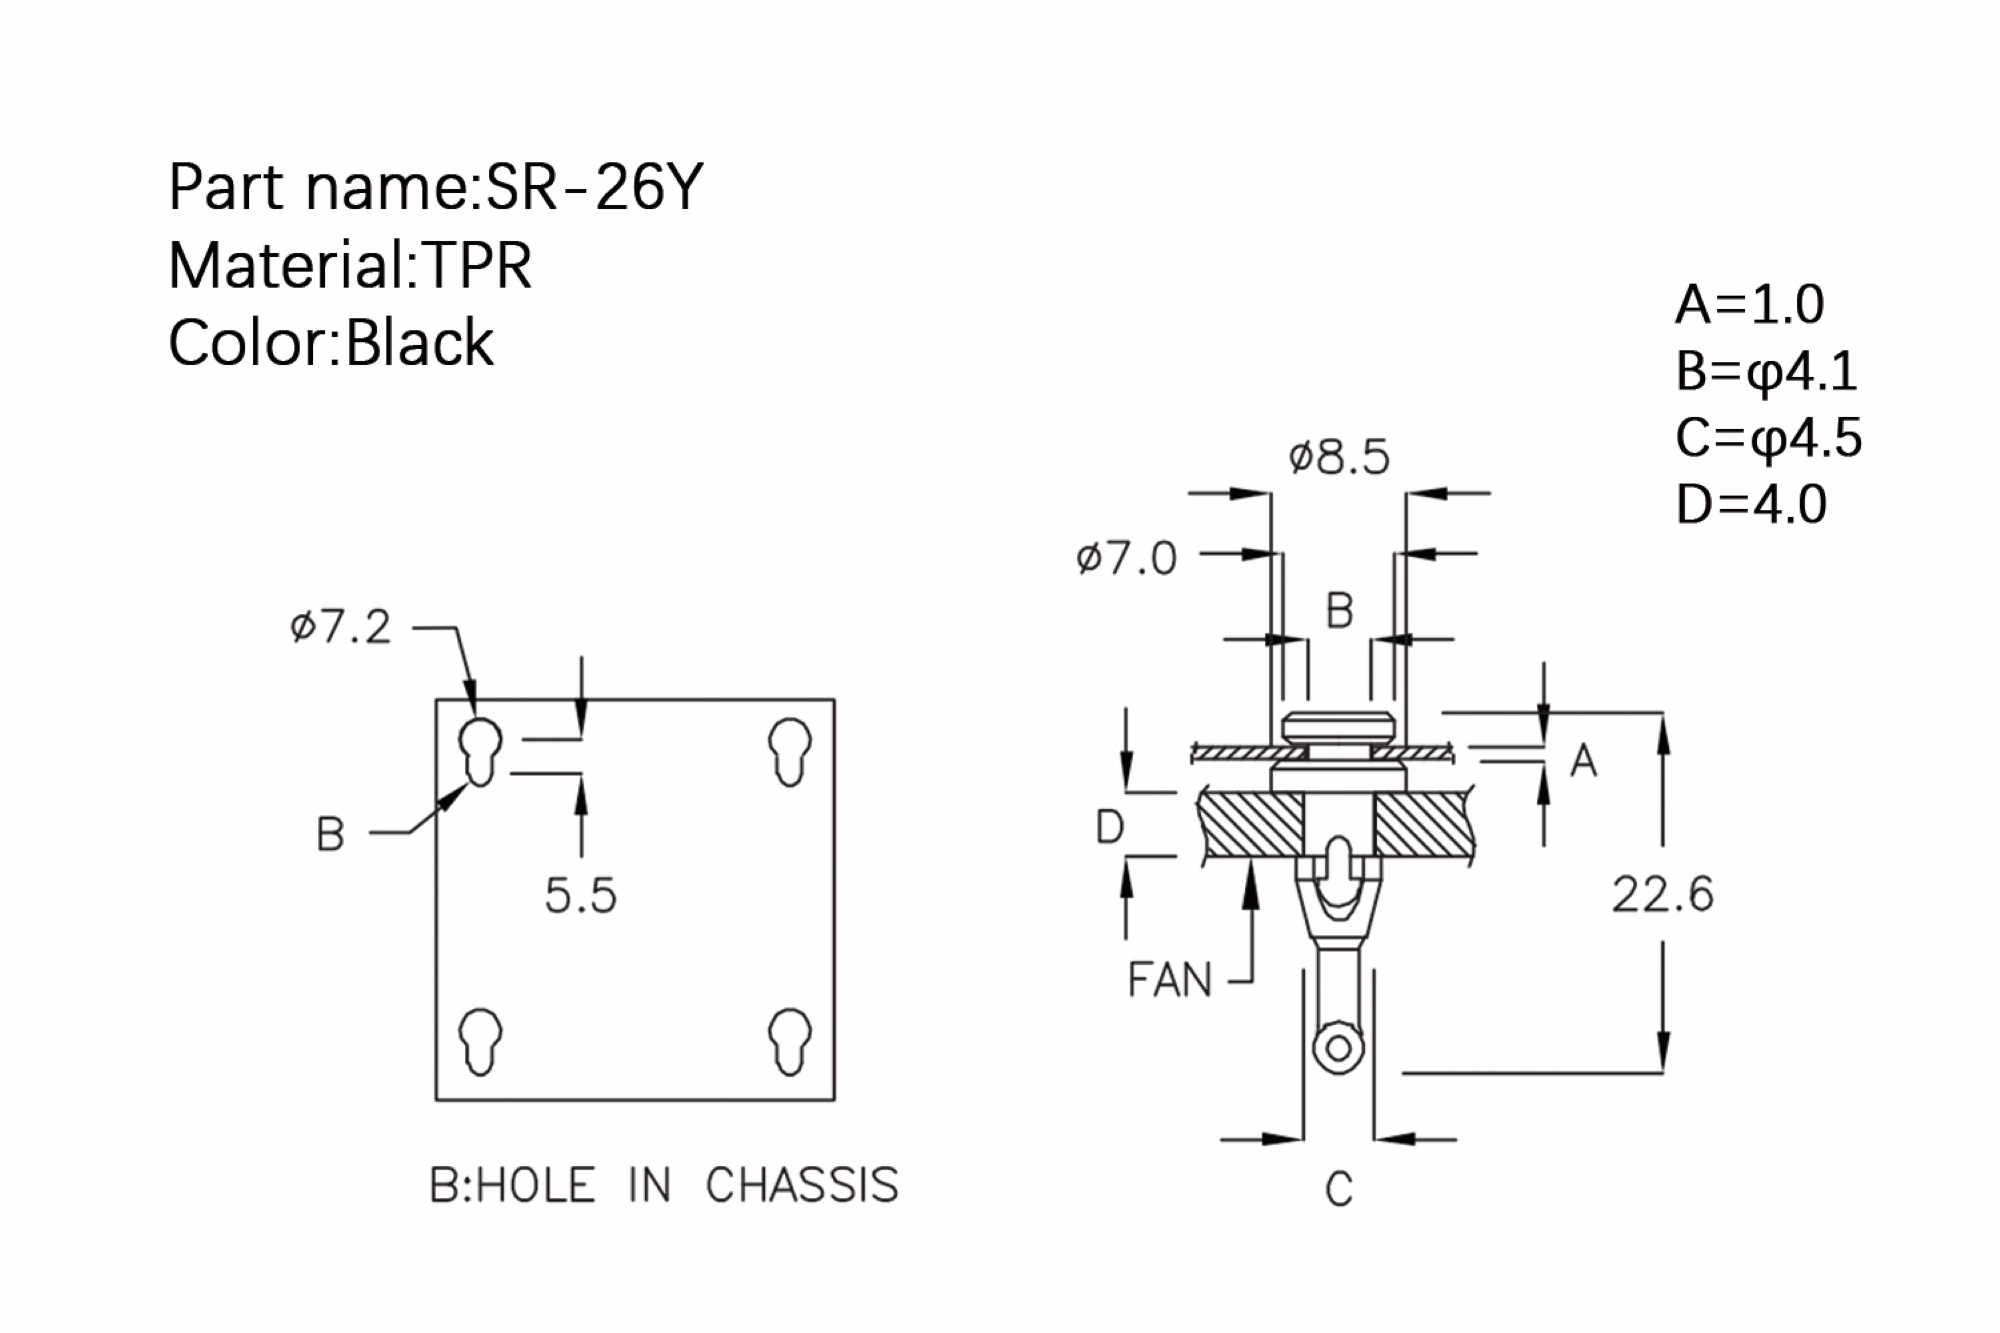 Part name:SR-26Y
Material:TPR
Color:Black
A=1.0
B=φ4.1
C=φ4.5
D=4.0
ø8.5
ø7.0
B
ø7.2
A
B
D
5.5
22.6
FAN
B:HOLE IN CHASSIS
C